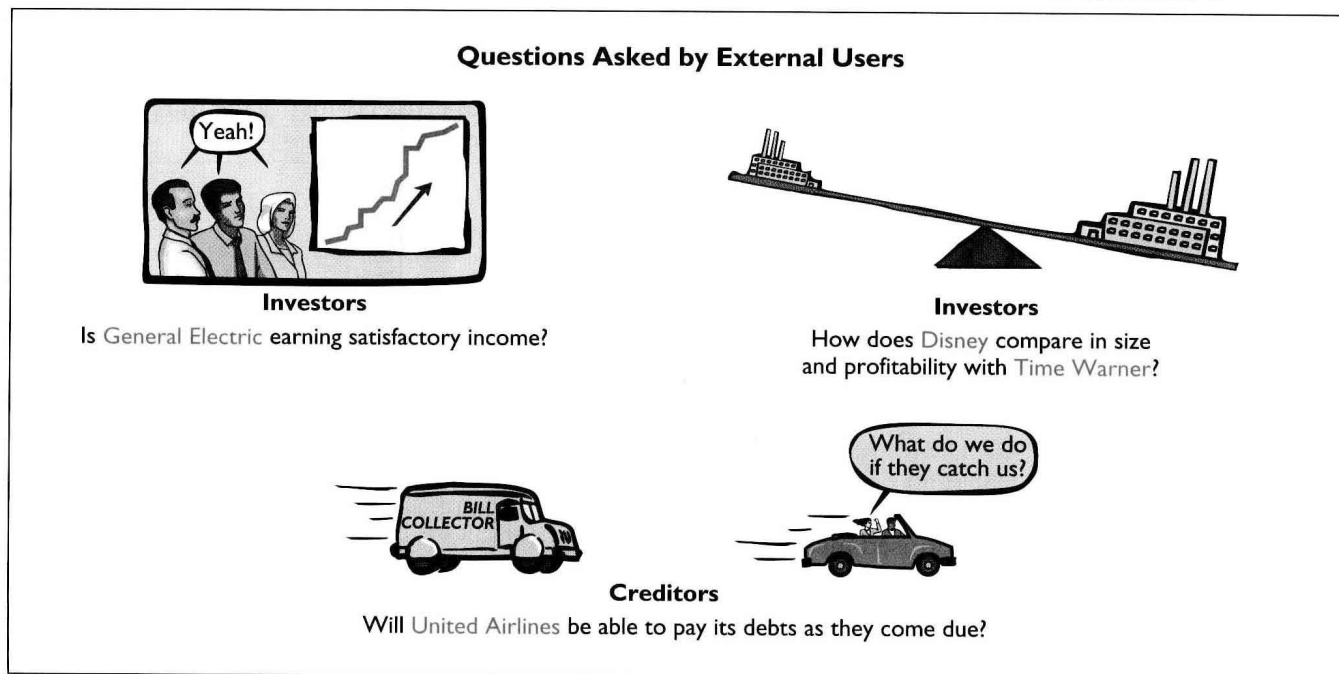 Questions Asked by External Users
Yeah!
Investors
Is General Electric earning satisfactory income?
Investors
How does Disney compare in size
and profitability with Time Warner?
What do we do
if they catch us?
BILL
COLLECTOR
Creditors
Will United Airlines be able to pay its debts as they come due?